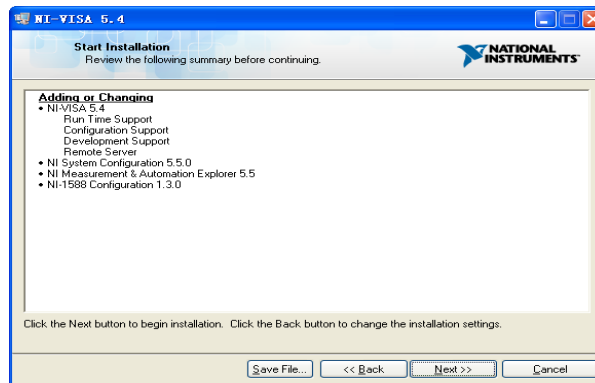 NI-VISA 5.4
Start Installation
Review the following summary before continuing.
NATIONAL
INSTRUMENTS
Adding or Changing
• NI-VISA 5.4
Run Time Support
Configuration Support
Development Support
Remote Server
• NI System Configuration 5.5.0
• NI Measurement & Automation Explorer 5.5
• NI-1588 Configuration 1.3.0
Click the Next button to begin installation. Click the Back button to change the installation settings.
Save File... << Back Next >> Cancel